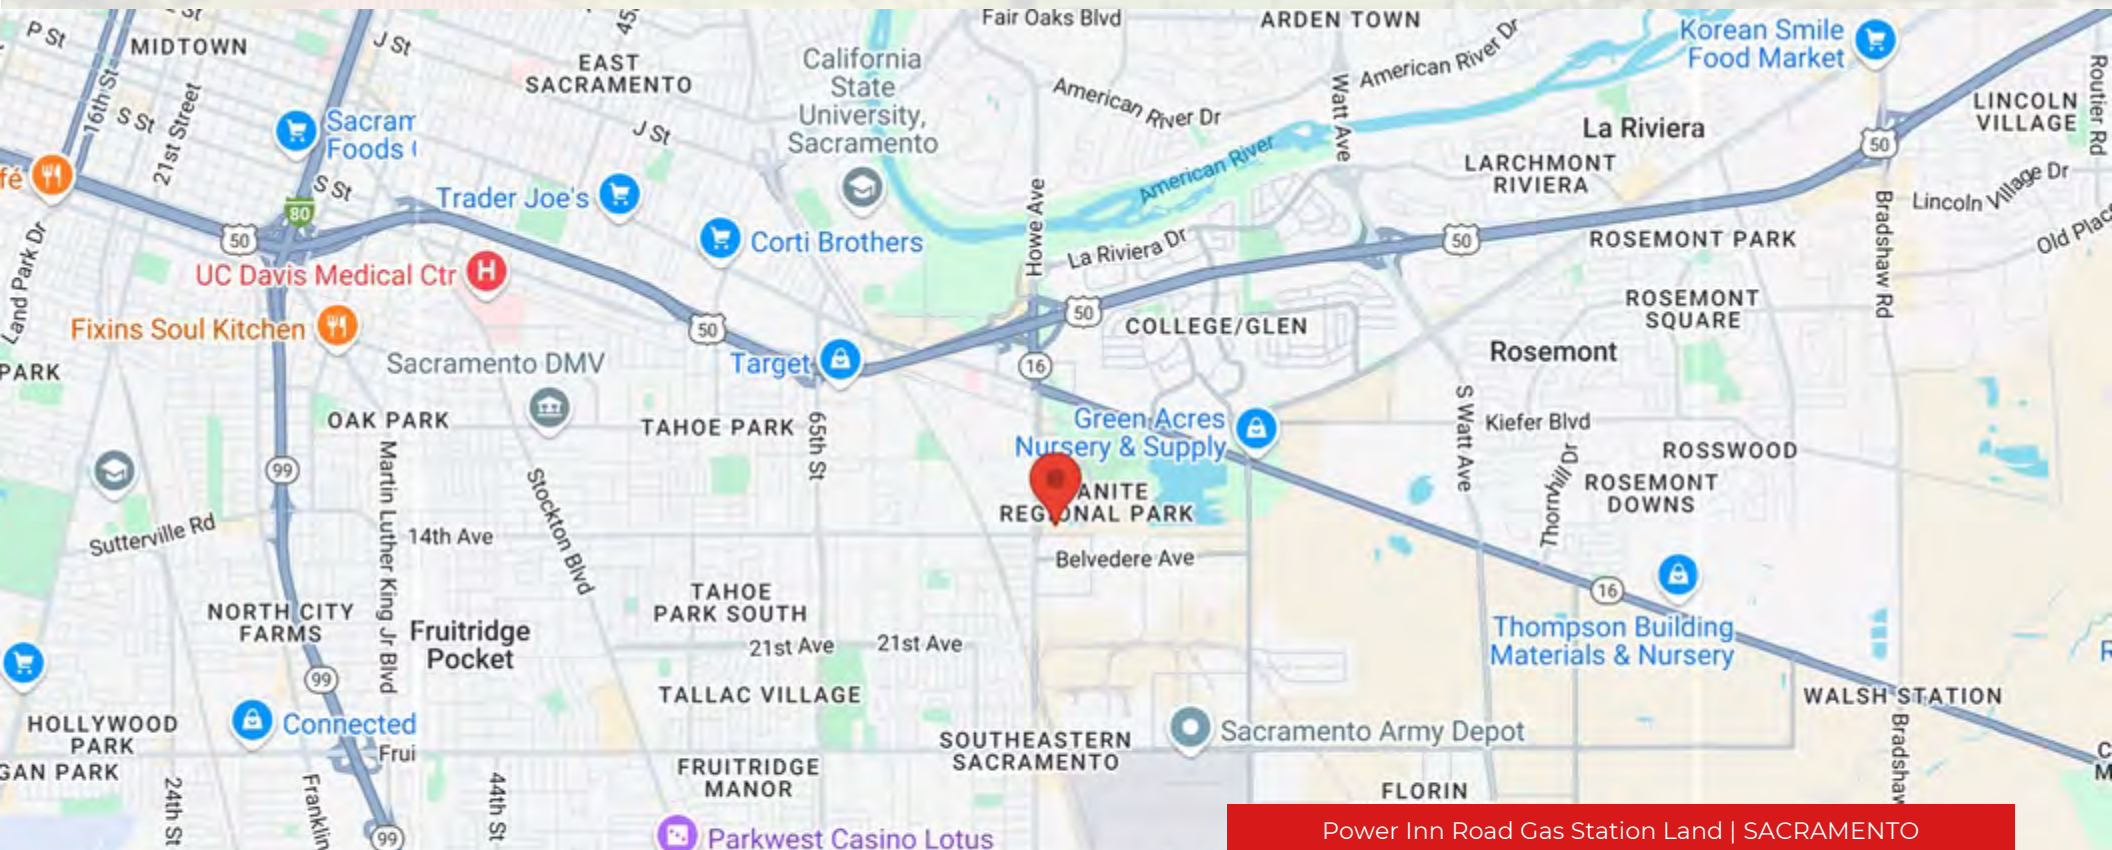 P St
MIDTOWN
J St
16th St
S St
21st Street
Sacram
Foods
S St
EAST
SACRAMENTO
J St
California
State
University,
Sacramento
Fair Oaks Blvd
ARDEN TOWN
American River Dr
American River Dr
Watt Ave
American River
Korean Smile
Food Market
La Riviera
LARCHMONT
RIVIERA
LINCOLN
VILLAGE
Routier Rd
Lincoln Village Dr
Old Plac
Bradshaw Rd
50
fé
Land Park Dr
80
50
Trader Joe's
Corti Brothers
UC Davis Medical Ctr
Howe Ave
La Riviera Dr
50
ROSEMONT PARK
Fixins Soul Kitchen
50
50
COLLEGE/GLEN
ROSEMONT
SQUARE
Rosemont
PARK
Sacramento DMV
Target
16
OAK PARK
TAHOE PARK
65th St
Green Acres
Nursery & Supply
S Watt Ave
Kiefer Blvd
ROSSWOOD
Thornhill Dr
ROSEMONT
DOWNS
99
Martin Luther King Jr Blvd
Stockton Blvd
ANITE
REGIONAL PARK
Sutterville Rd
14th Ave
Belvedere Ave
NORTH CITY
FARMS
Fruitridge
Pocket
TAHOE
PARK SOUTH
21st Ave
21st Ave
16
Thompson Building
Materials & Nursery
99
TALLAC VILLAGE
WALSH STATION
HOLLYWOOD
PARK
GAN PARK
Connected
Frui
SOUTHEASTERN
SACRAMENTO
Sacramento Army Depot
Bradshaw
C
M
24th St
Franklin
99
44th St
FRUITRIDGE
MANOR
FLORIN
Parkwest Casino Lotus
Power Inn Road Gas Station Land | SACRAMENTO